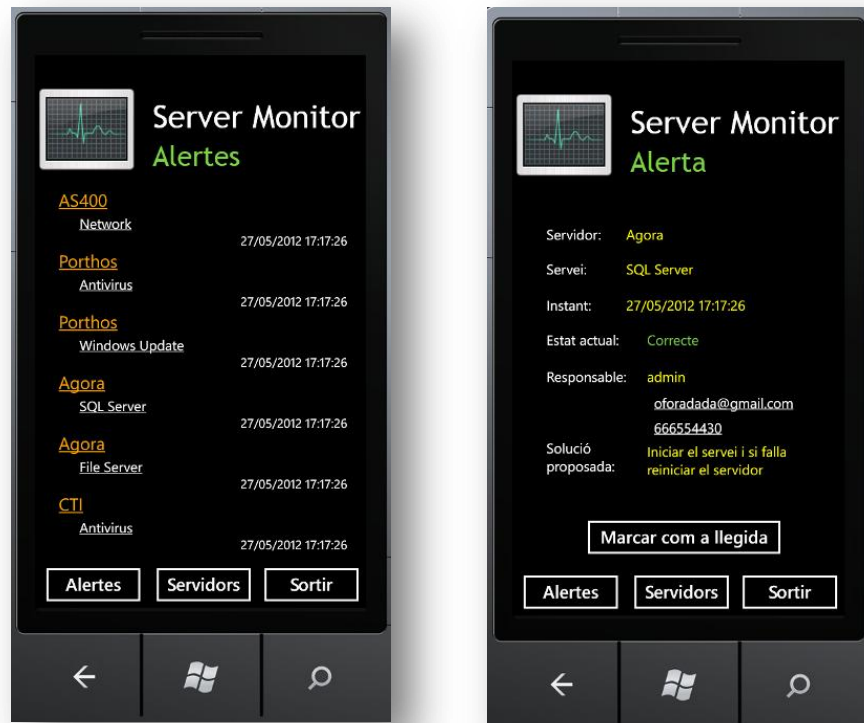 Server Monitor
Alertes
AS400
Network
27/05/2012 17:17:26
Porthos
Antivirus
27/05/2012 17:17:26
Porthos
Windows Update
27/05/2012 17:17:26
Agora
SQL Server
27/05/2012 17:17:26
Agora
File Server
27/05/2012 17:17:26
CTI
Antivirus
27/05/2012 17:17:26
Alertes Servidors Sortir
Server Monitor
Alerta
Servidor: Agora
Servei: SQL Server
Instant: 27/05/2012 17:17:26
Estat actual: Correcte
Responsable: admin
oforadada@gmail.com
666554430
Solució Iniciar el servei i si falla
proposada: reiniciar el servidor
Marcar com a llegida
Alertes Servidors Sortir